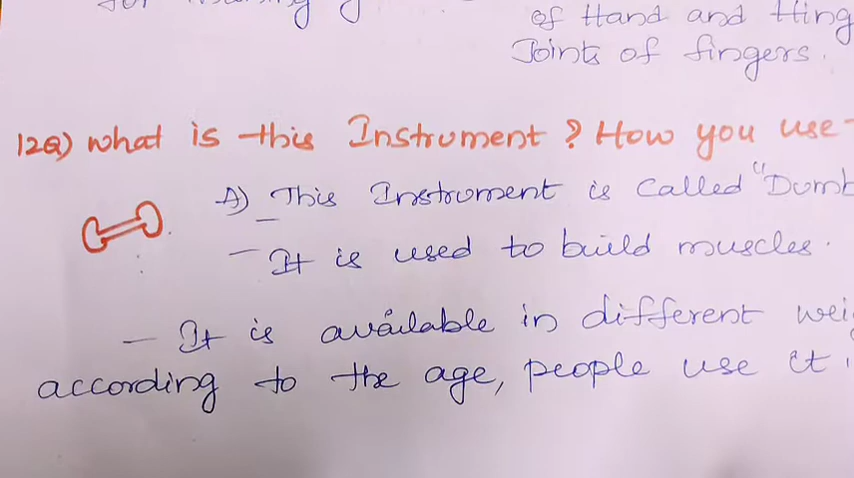 of Hand and Hing
Joints of fingers.
12Q) what is this Instrument ? How you use
A) This Instrument is called "Dumb
- It is used to build muscles.
- It is available in different wei
according to the age, people use it.